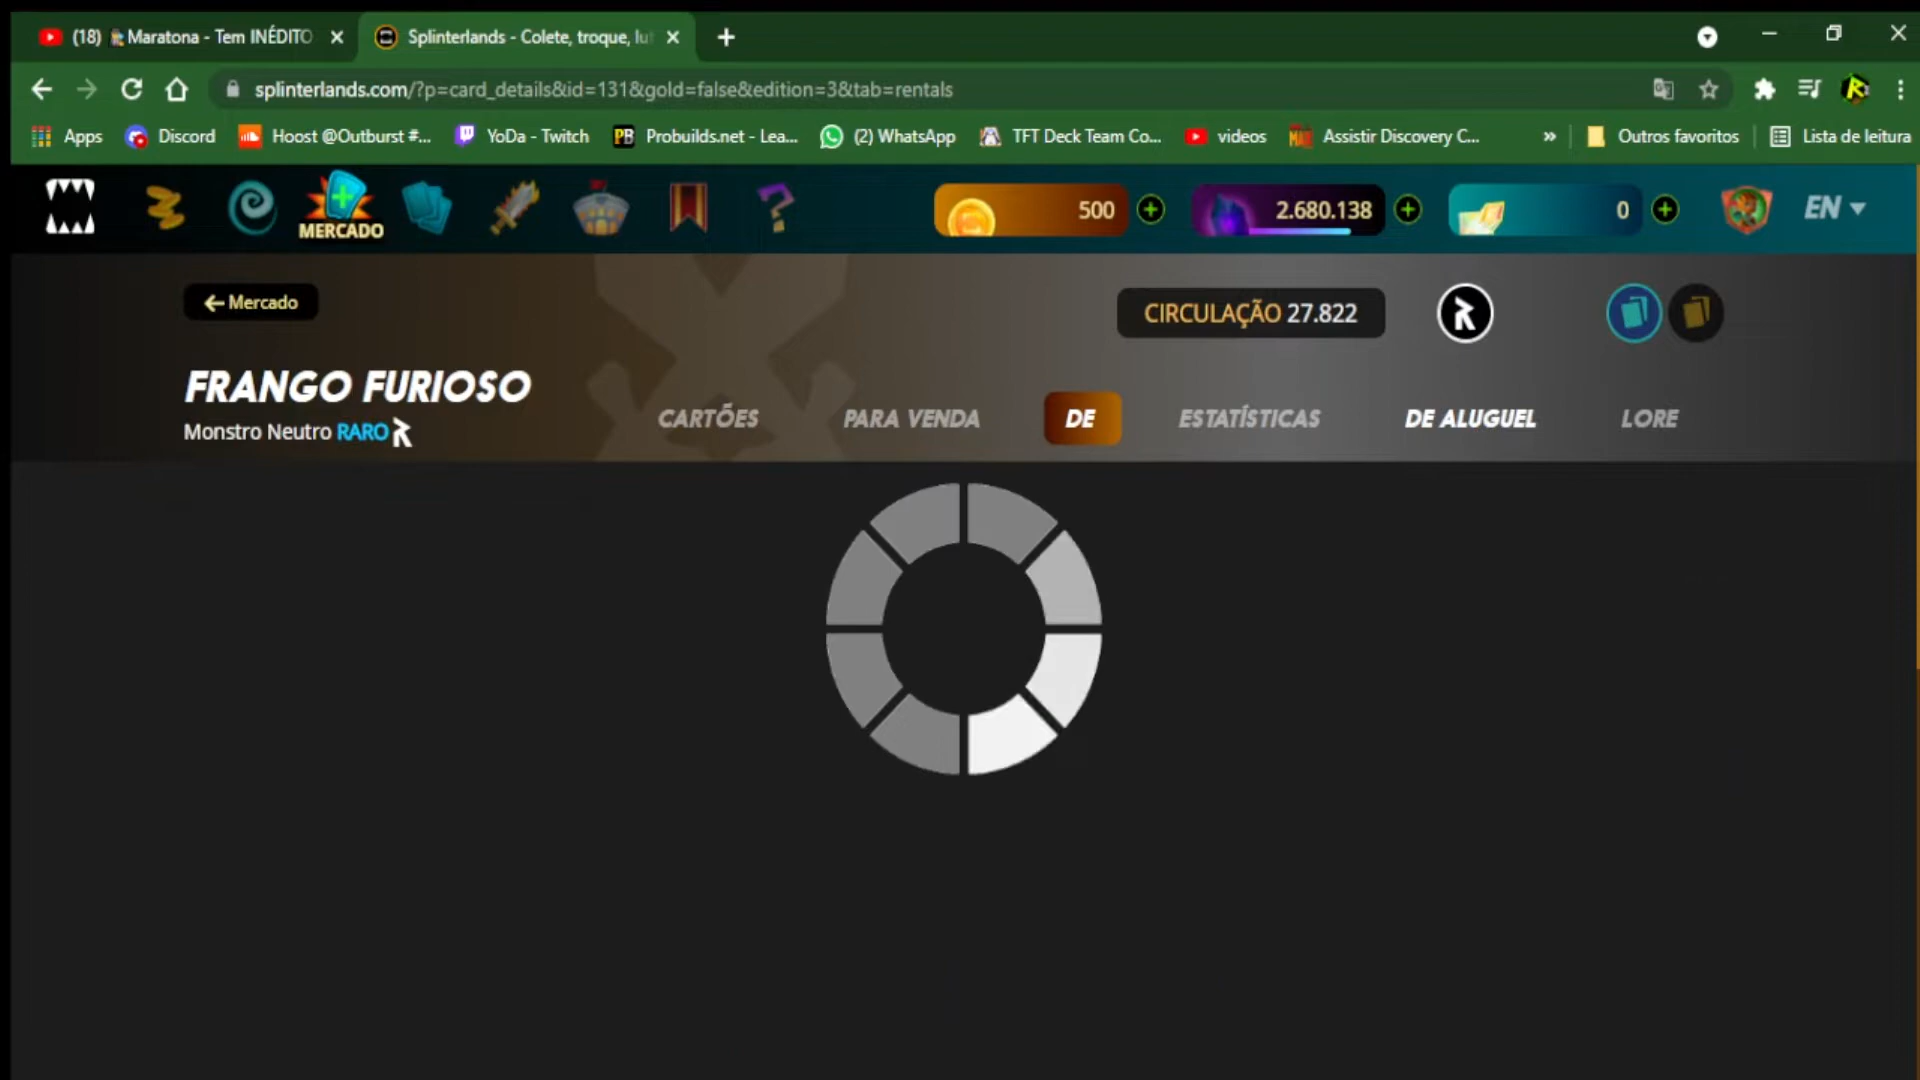 (18) Maratona - Tem INÉDITO
Splinterlands - Colete, troque, lu
splinterlands.com/?p=card_details&id=131&gold=false&edition=3&tab=rentals
Apps Discord Hoost @Outburst #... YoDa - Twitch PB Probuilds.net - Lea... (2) WhatsApp TFT Deck Team Co... videos Assistir Discovery C... » Outros favoritos Lista de leitura
MERCADO 500 2.680.138 0 EN
Mercado
CIRCULAÇÃO 27.822
FRANGO FURIOSO
Monstro Neutro RARO
CARTÕES PARA VENDA DE ESTATÍSTICAS DE ALUGUEL LORE